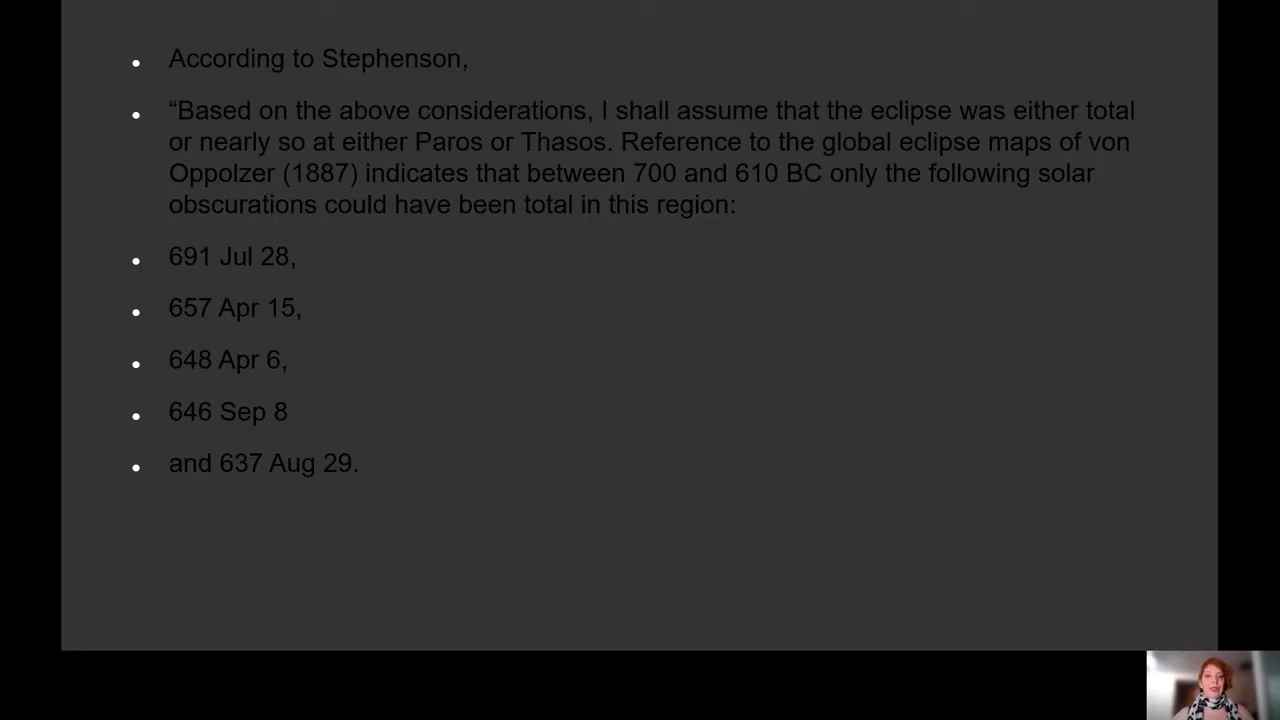 According to Stephenson,
“Based on the above considerations, I shall assume that the eclipse was either total
or nearly so at either Paros or Thasos. Reference to the global eclipse maps of von
Oppolzer (1887) indicates that between 700 and 610 BC only the following solar
obscurations could have been total in this region:
691 Jul 28,
657 Apr 15,
648 Apr 6,
646 Sep 8
and 637 Aug 29.